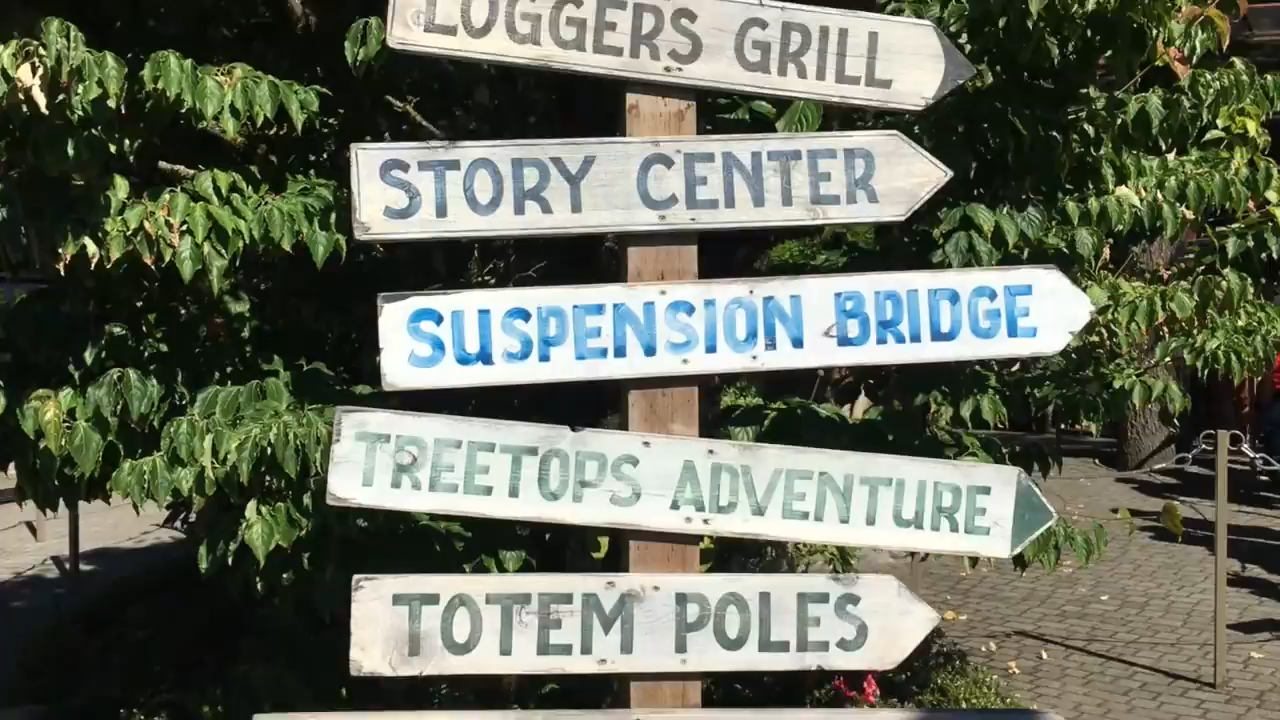 LOGGERS GRILL
STORY CENTER
SUSPENSION BRIDGE
TREETOPS ADVENTURE
TOTEM POLES